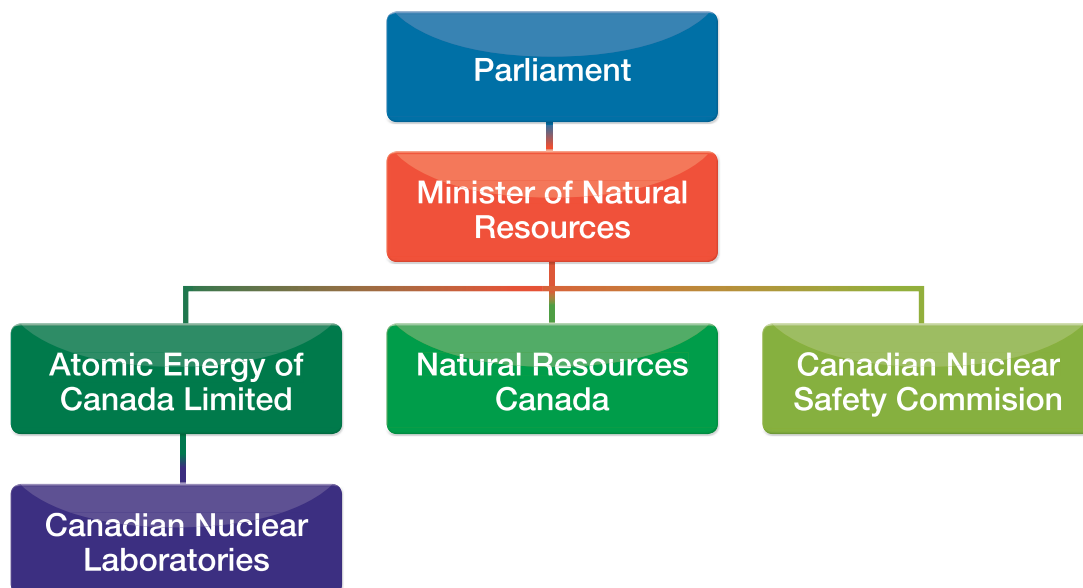 Parliament
Minister of Natural
Resources
Atomic Energy of
Canada Limited
Natural Resources
Canada
Canadian Nuclear
Safety Commision
Canadian Nuclear
Laboratories